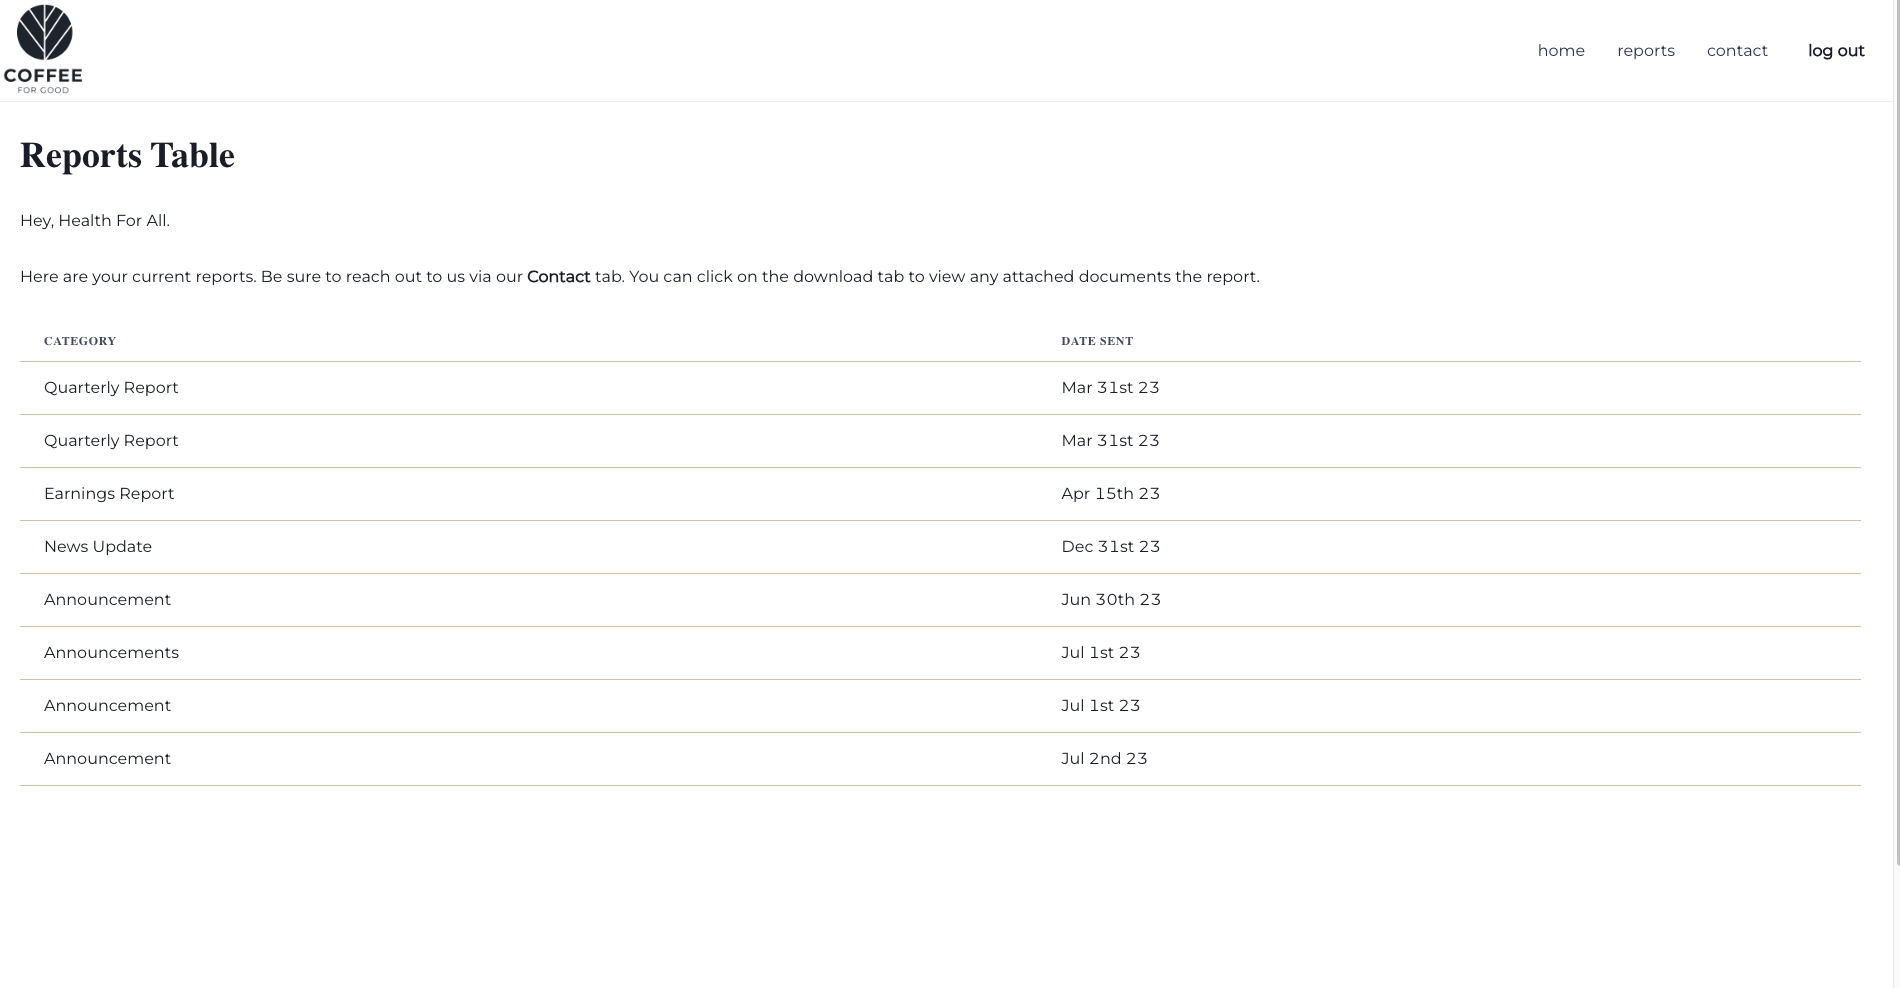 COFFEE
FOR GOOD
home reports contact log out
Reports Table
Hey, Health For All.
Here are your current reports. Be sure to reach out to us via our Contact tab. You can click on the download tab to view any attached documents the report.
CATEGORY DATE SENT
Quarterly Report Mar 31st 23
Quarterly Report Mar 31st 23
Earnings Report Apr 15th 23
News Update Dec 31st 23
Announcement Jun 30th 23
Announcements Jul 1st 23
Announcement Jul 1st 23
Announcement Jul 2nd 23